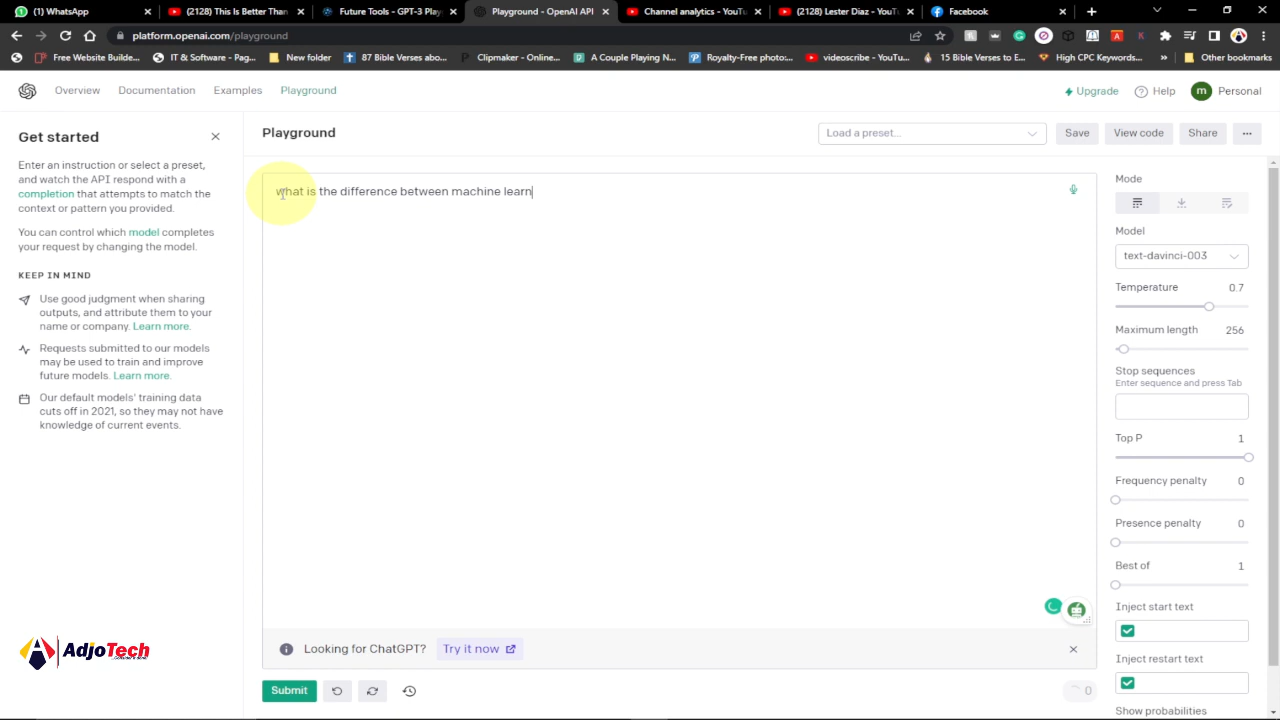 WhatsApp
(2128) This Is Better Than
Future Tools - GPT-3 Play
Playground - OpenAI API
Channel analytics - YouTu
(2128) Lester Diaz - YouTu
Facebook
platform.openai.com/playground
Free Website Builde...
IT & Software - Pag...
New folder
87 Bible Verses abo...
Clipmaker - Online...
A Couple Playing N...
Royalty-Free photo:...
videoscribe - YouTu...
15 Bible Verses to E...
High CPC Keywords...
»
Other bookmarks
Overview
Documentation
Examples
Playground
Upgrade
Help
m
Personal
Get started
Enter an instruction or select a preset,
and watch the API respond with a
completion that attempts to match the
context or pattern you provided.
You can control which model completes
your request by changing the model.
KEEP IN MIND
Use good judgment when sharing
outputs, and attribute them to your
name or company. Learn more.
Requests submitted to our models
may be used to train and improve
future models. Learn more.
Our default models' training data
cuts off in 2021, so they may not have
knowledge of current events.
Playground
Load a preset...
Save
View code
Share
...
what is the difference between machine learn
Looking for ChatGPT?
Try it now
Submit
0
Mode
Model
text-davinci-003
Temperature 0.7
Maximum length 256
Stop sequences
Enter sequence and press Tab
Top P 1
Frequency penalty 0
Presence penalty 0
Best of 1
Inject start text
Inject restart text
Show probabilities
AdjoTech